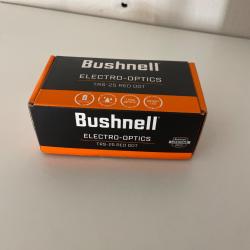 Bushnell
ELECTRO-OPTICS
TRS-25 RED DOT
Bushnell
ELECTRO-OPTICS
TRS-25 RED DOT